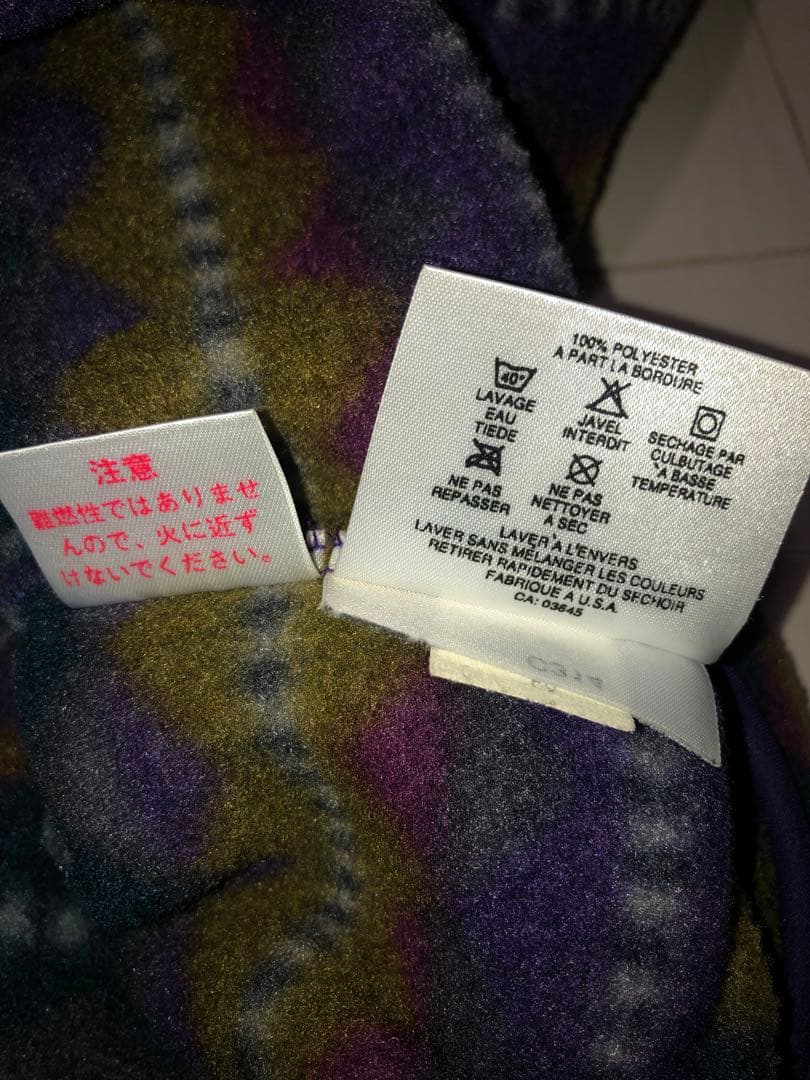 注意
難燃性ではありませ
んので、火に近ず
けないでください。
100% POLYESTER
A PART LA BORDURE
40°
LAVAGE
EAU
TIEDE
JAVEL
INTERDIT
SECHAGE PAR
CULBUTAGE
A BASSE
TEMPERATURE
NE PAS
REPASSER
NE PAS
NETTOYER
A SEC
LAVER A L'ENVERS
LAVER SANS MÉLANGER LES COULEURS
RETIRER RAPIDEMENT DU SECHOIR
FABRIQUE A U.S.A.
CA: 03645